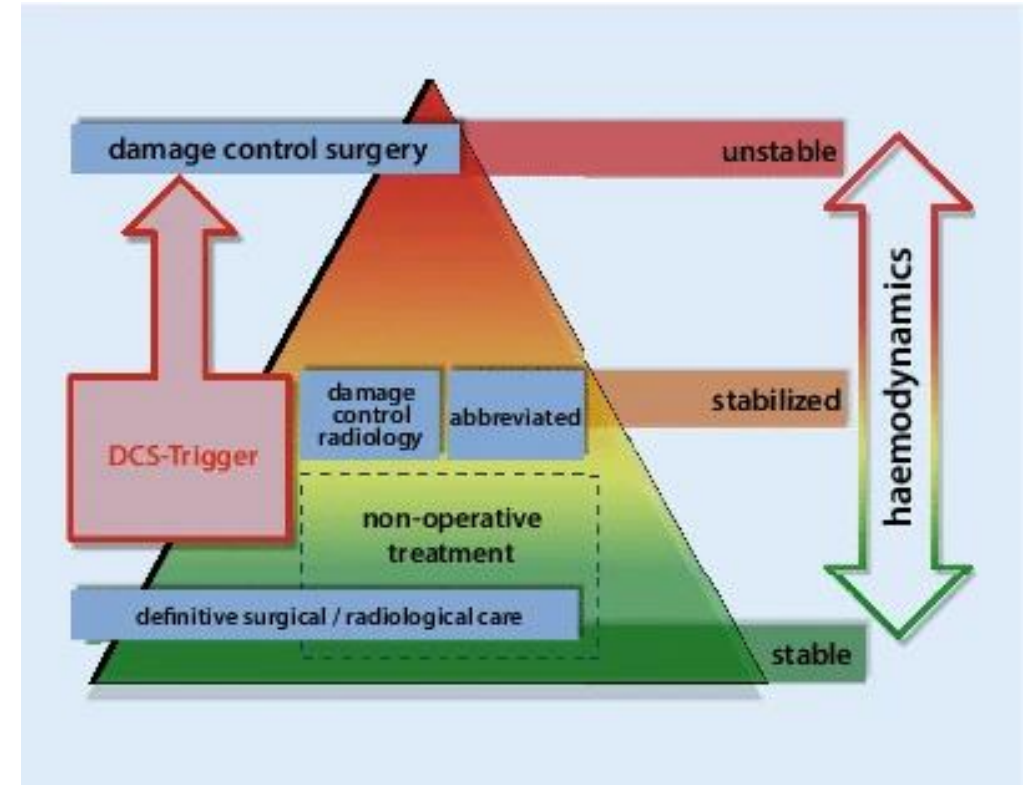 damage control surgery
unstable
damage
control
radiology
abbreviated
stabilized
DCS-Trigger
non-operative
treatment
definitive surgical / radiological care
stable
haemodynamics